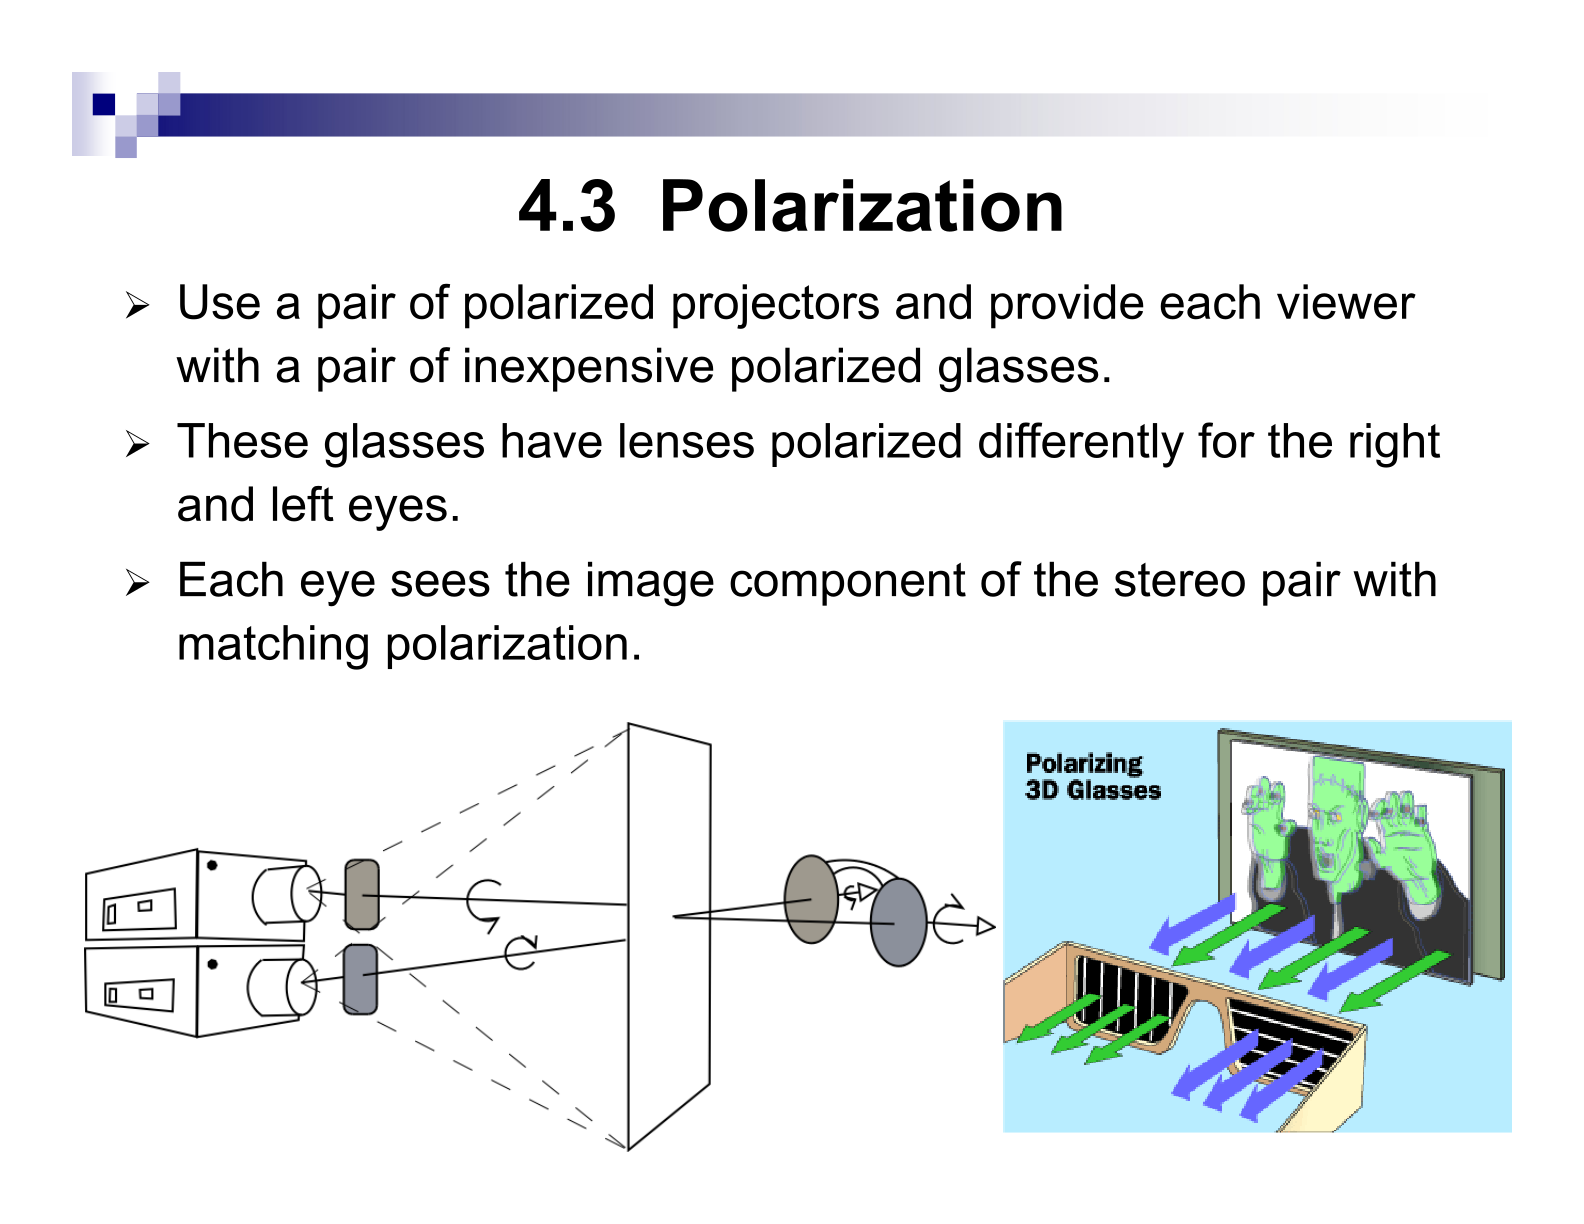 4.3 Polarization
Use a pair of polarized projectors and provide each viewer
with a pair of inexpensive polarized glasses.
These glasses have lenses polarized differently for the right
and left eyes.
Each eye sees the image component of the stereo pair with
matching polarization.
Polarizing
3D Glasses